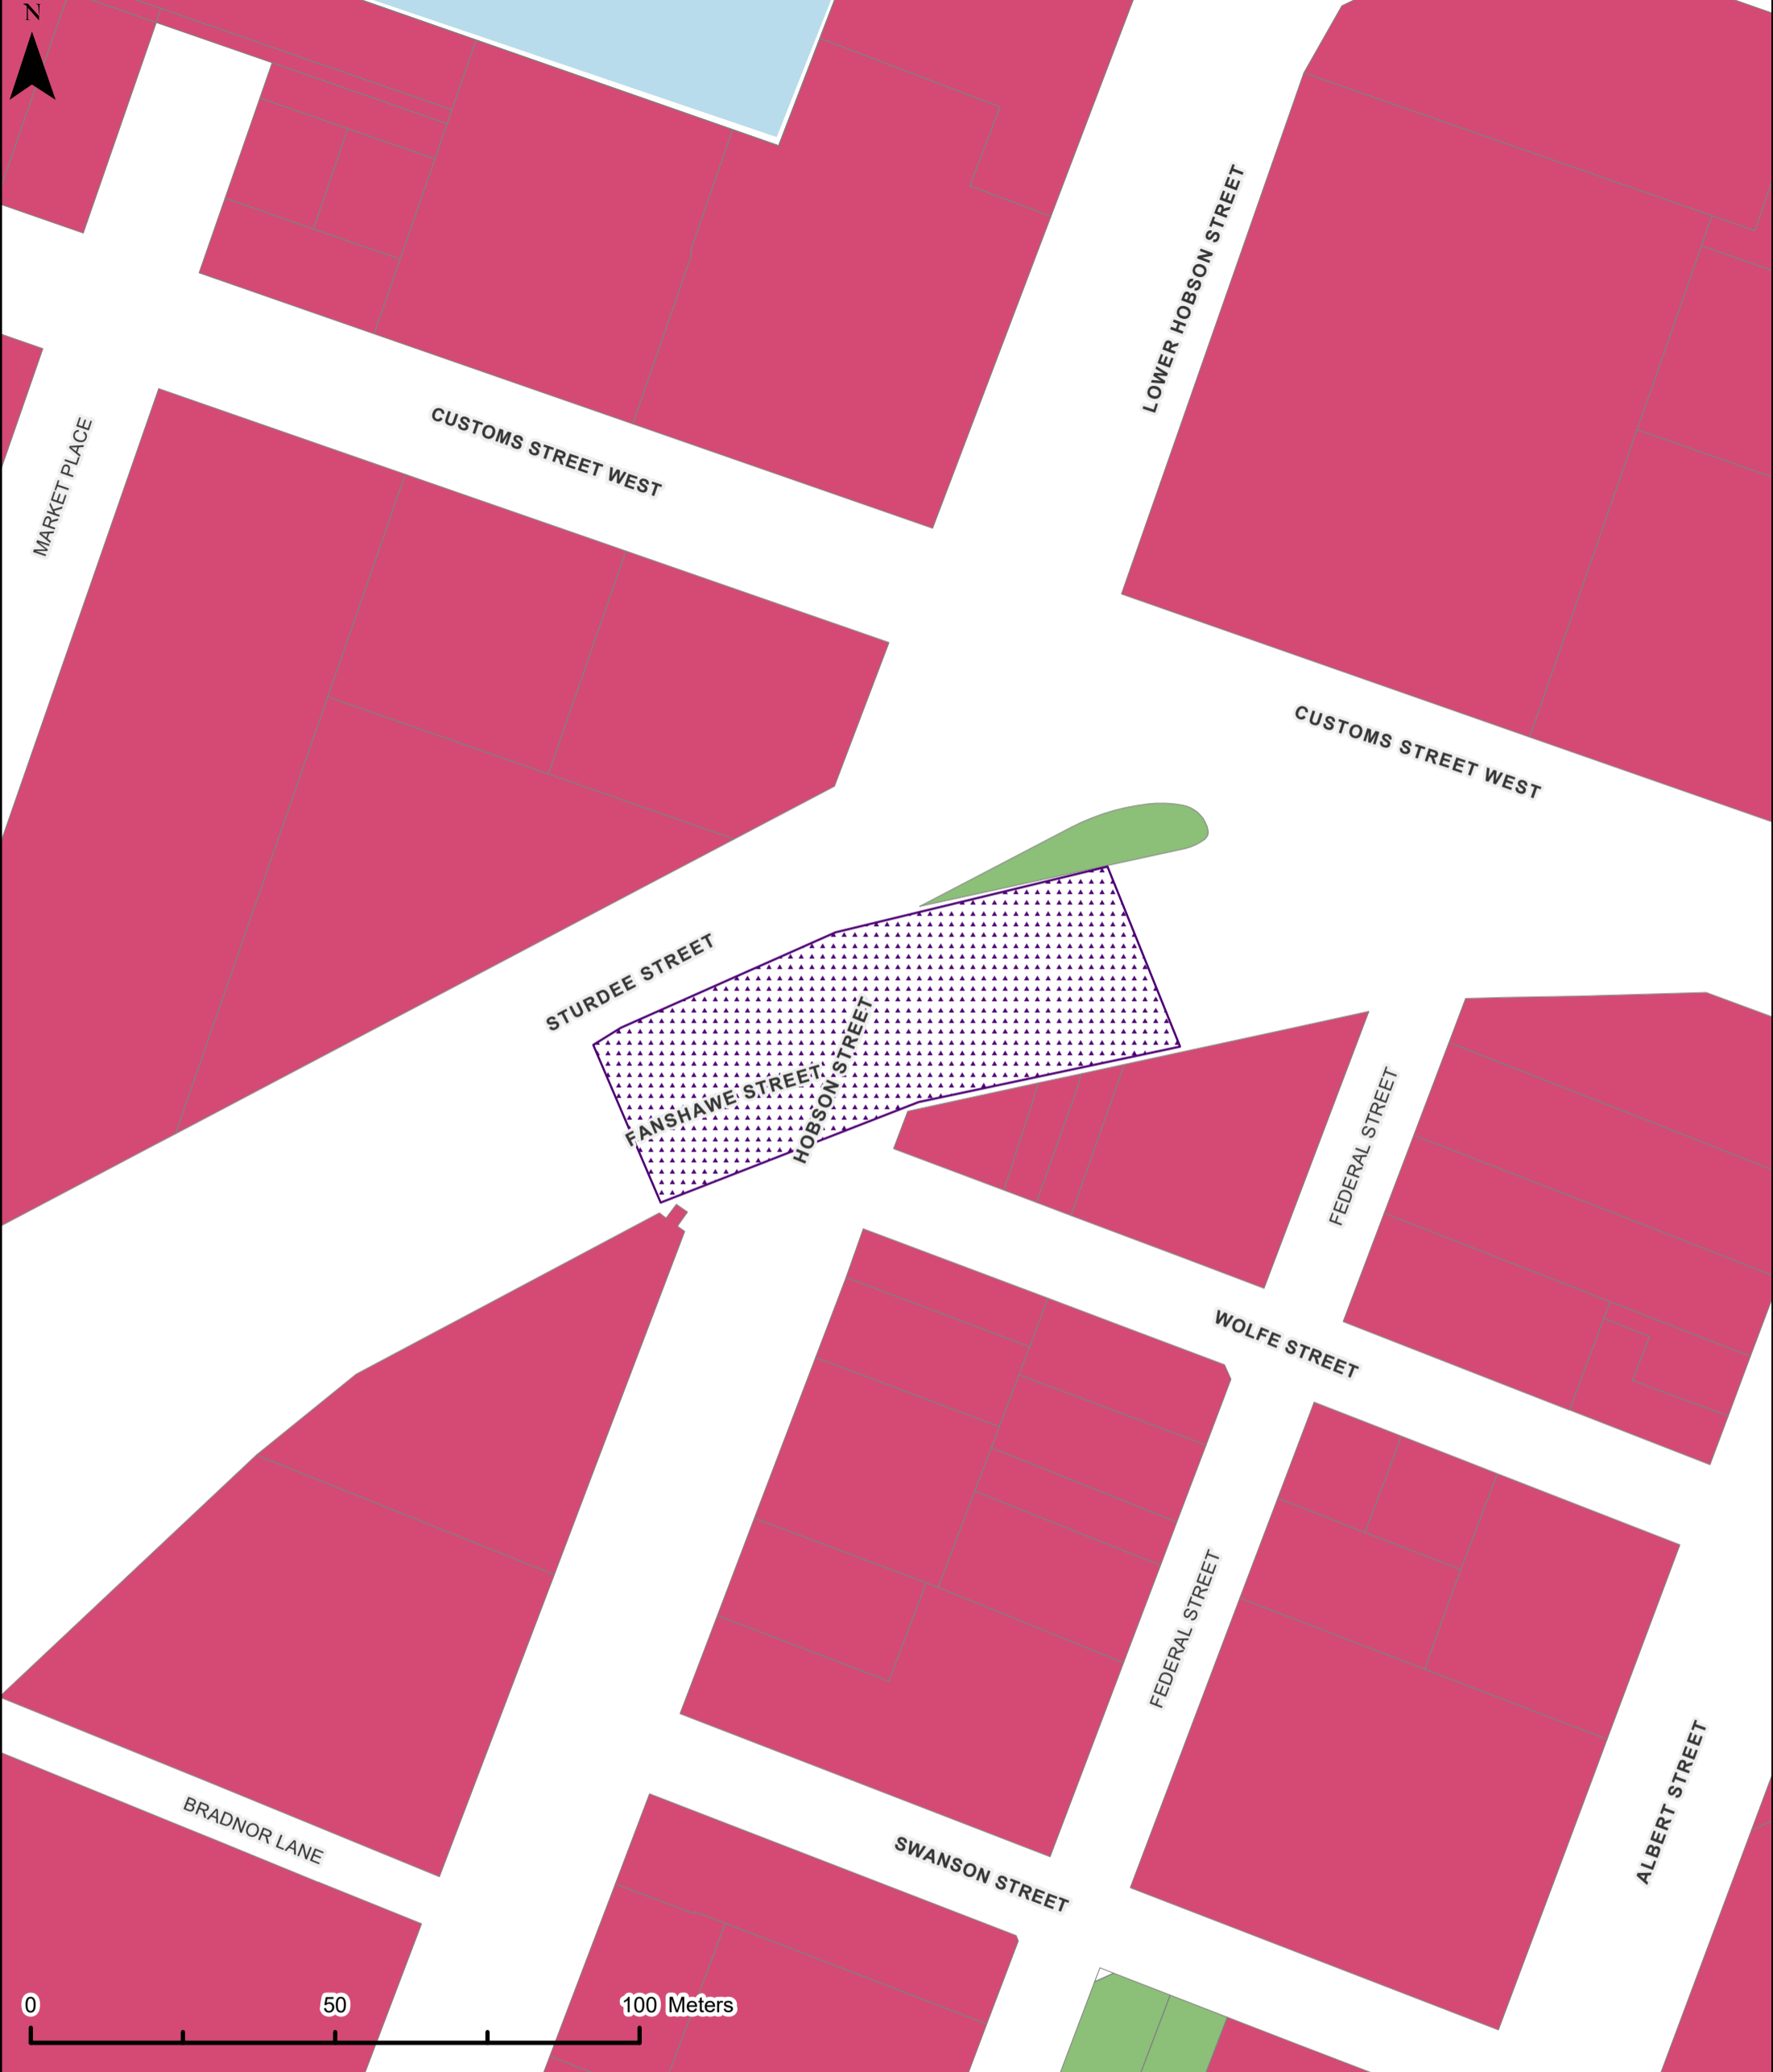 N
LOWER HOBSON STREET
CUSTOMS STREET WEST
MARKET PLACE
CUSTOMS STREET WEST
STURDEE STREET
HOBSON STREET
FANSHAWE STREET
FEDERAL STREET
WOLFE STREET
FEDERAL STREET
ALBERT STREET
BRADNOR LANE
SWANSON STREET
0 50 100 Meters